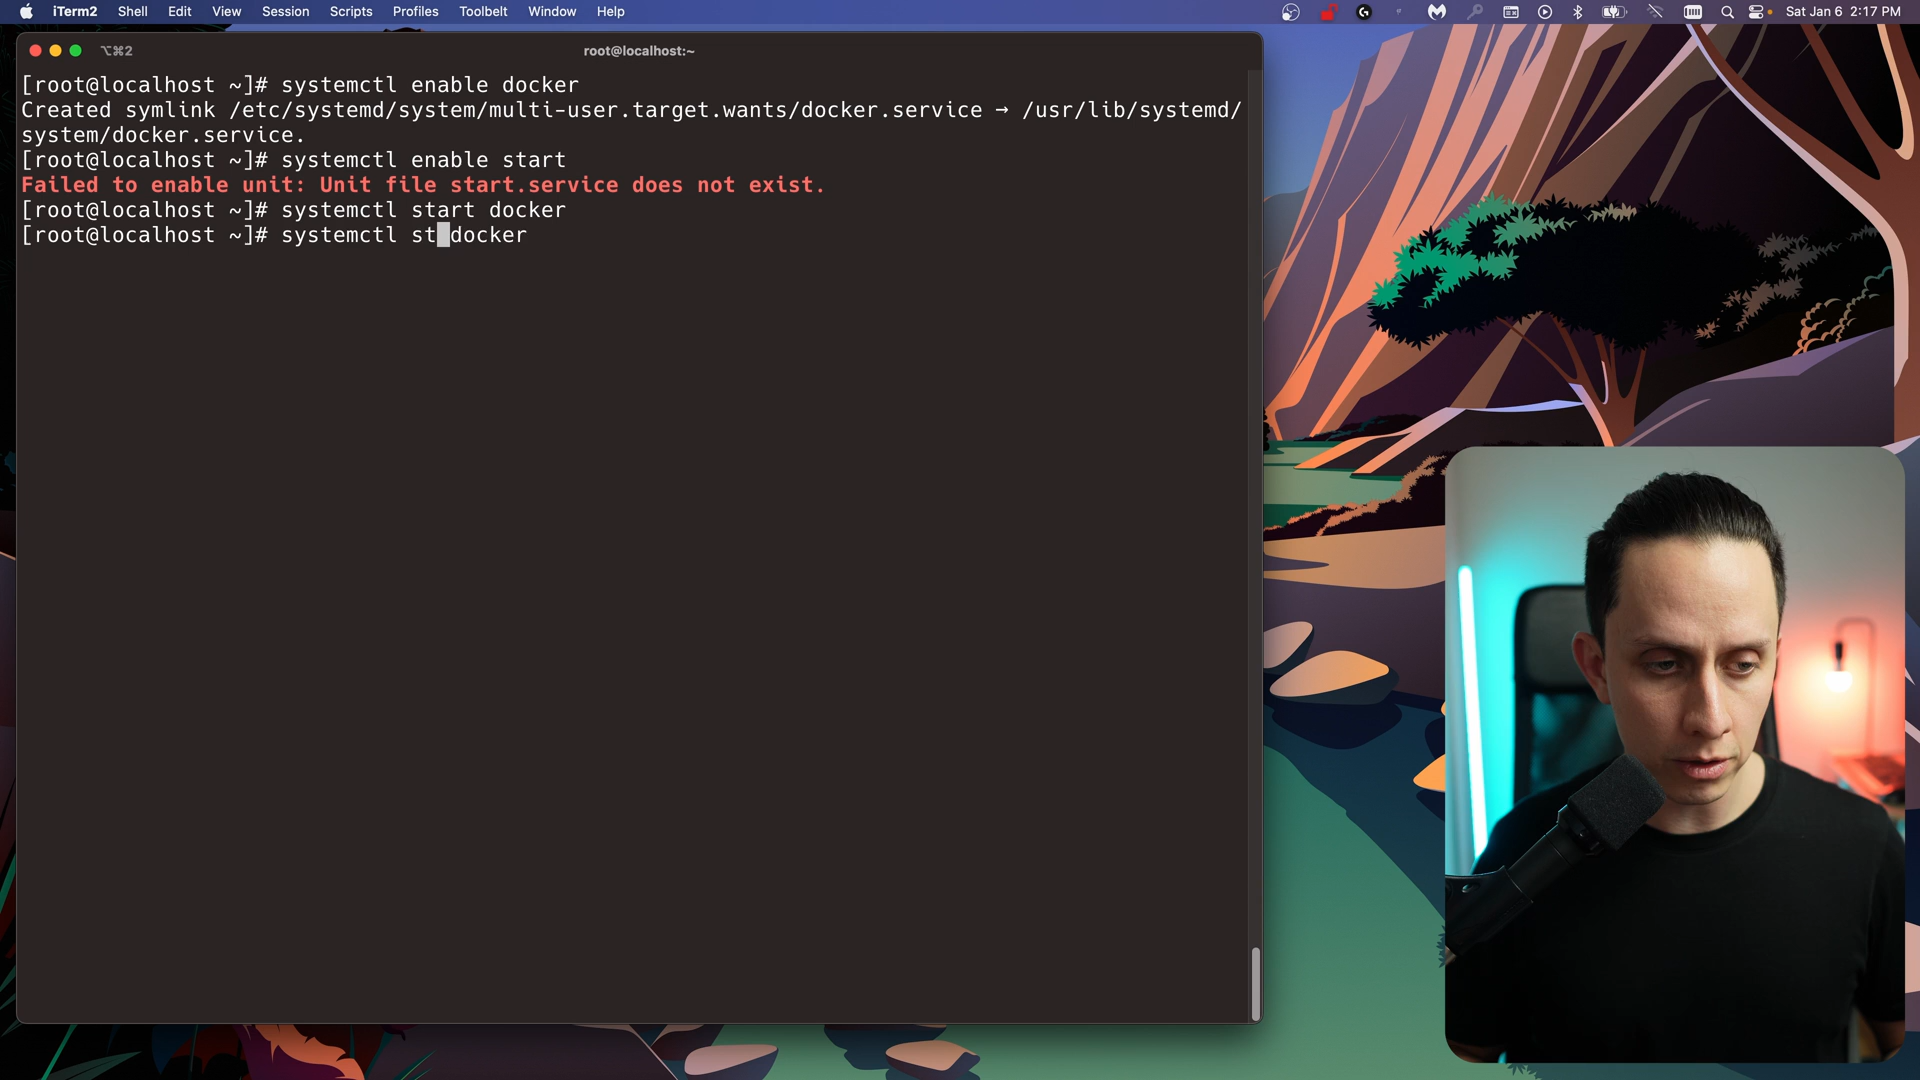 iTerm2 Shell Edit View Session Scripts Profiles Toolbelt Window Help Sat Jan 6 2:17 PM
⌥⌘2 root@localhost:~
[root@localhost ~]# systemctl enable docker
Created symlink /etc/systemd/system/multi-user.target.wants/docker.service → /usr/lib/systemd/
system/docker.service.
[root@localhost ~]# systemctl enable start
Failed to enable unit: Unit file start.service does not exist.
[root@localhost ~]# systemctl start docker
[root@localhost ~]# systemctl st docker